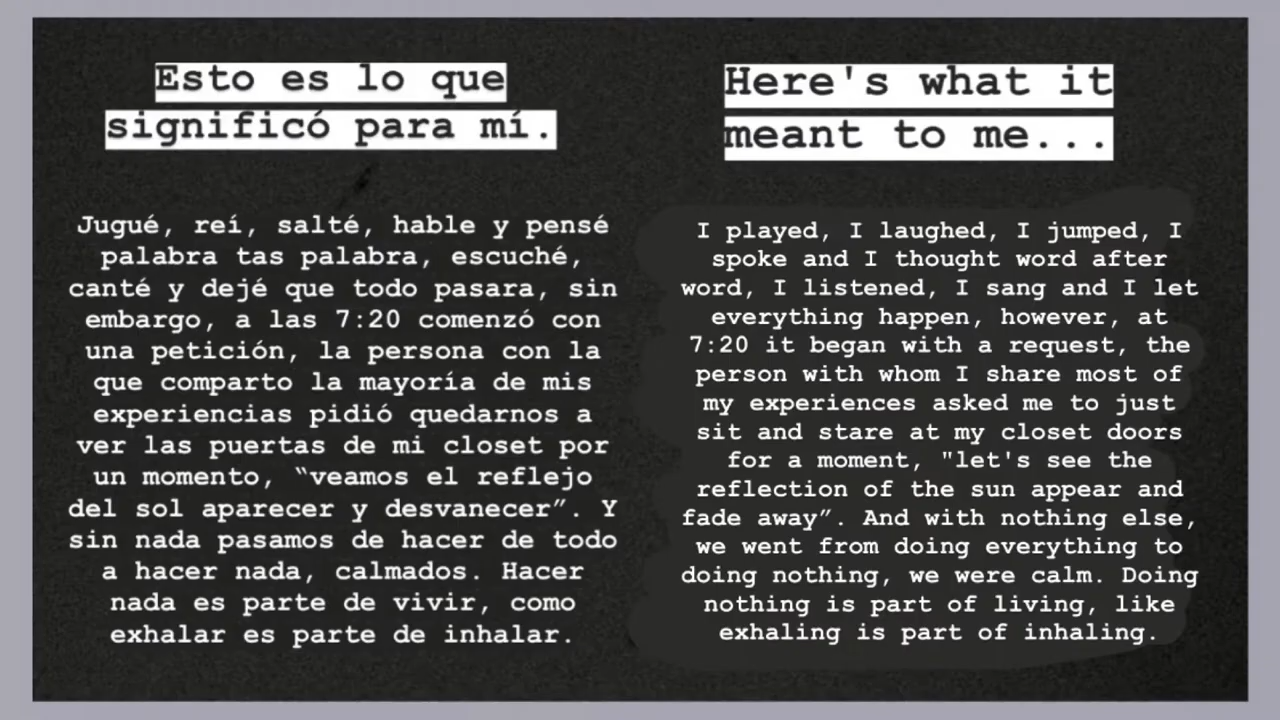 Esto es lo que
significó para mí.
Jugué, reí, salté, hable y pensé
palabra tas palabra, escuché,
canté y dejé que todo pasara, sin
embargo, a las 7:20 comenzó con
una petición, la persona con la
que comparto la mayoría de mis
experiencias pidió quedarnos a
ver las puertas de mi closet por
un momento, “veamos el reflejo
del sol aparecer y desvanecer”. Y
sin nada pasamos de hacer de todo
a hacer nada, calmados. Hacer
nada es parte de vivir, como
exhalar es parte de inhalar.
Here's what it
meant to me...
I played, I laughed, I jumped, I
spoke and I thought word after
word, I listened, I sang and I let
everything happen, however, at
7:20 it began with a request, the
person with whom I share most of
my experiences asked me to just
sit and stare at my closet doors
for a moment, "let's see the
reflection of the sun appear and
fade away”. And with nothing else,
we went from doing everything to
doing nothing, we were calm. Doing
nothing is part of living, like
exhaling is part of inhaling.